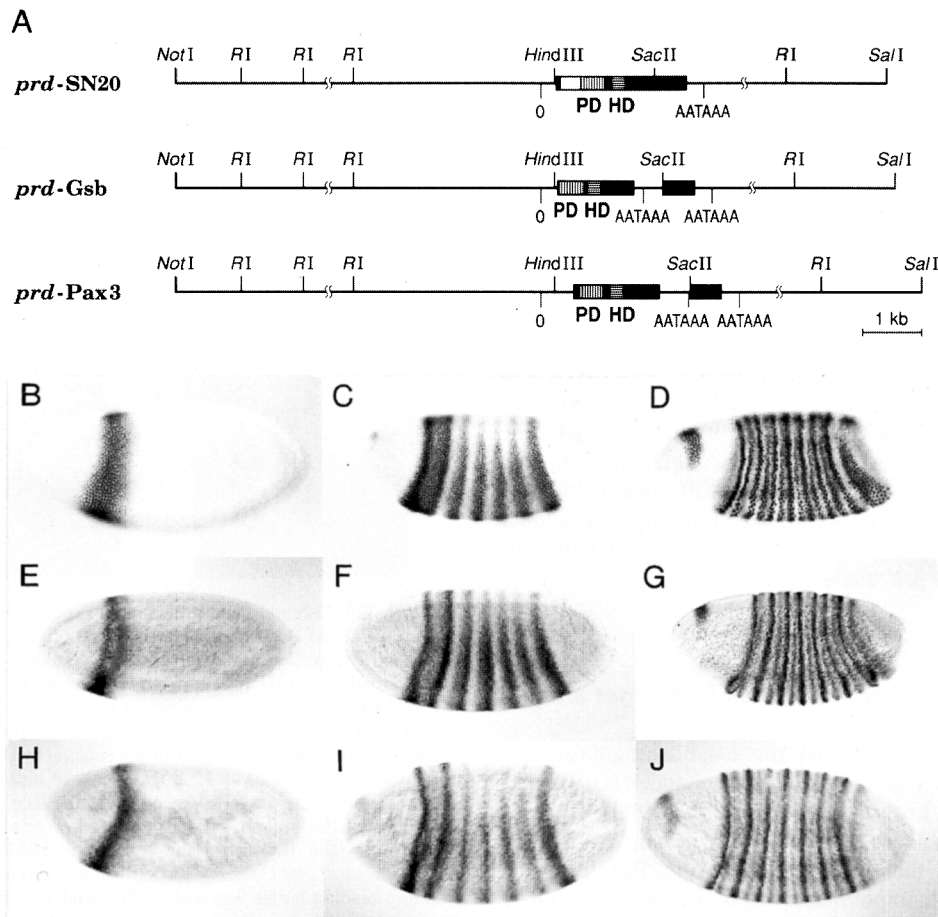 A
NotI RI RI RI HindIII SacII RI SalI
prd-SN20
0 PD HD AATAAA
NotI RI RI RI HindIII SacII RI SalI
prd-Gsb
0 PD HD AATAAA AATAAA
NotI RI RI RI HindIII SacII RI SalI
prd-Pax3
0 PD HD AATAAA AATAAA
1 kb
B C D
E F G
H I J